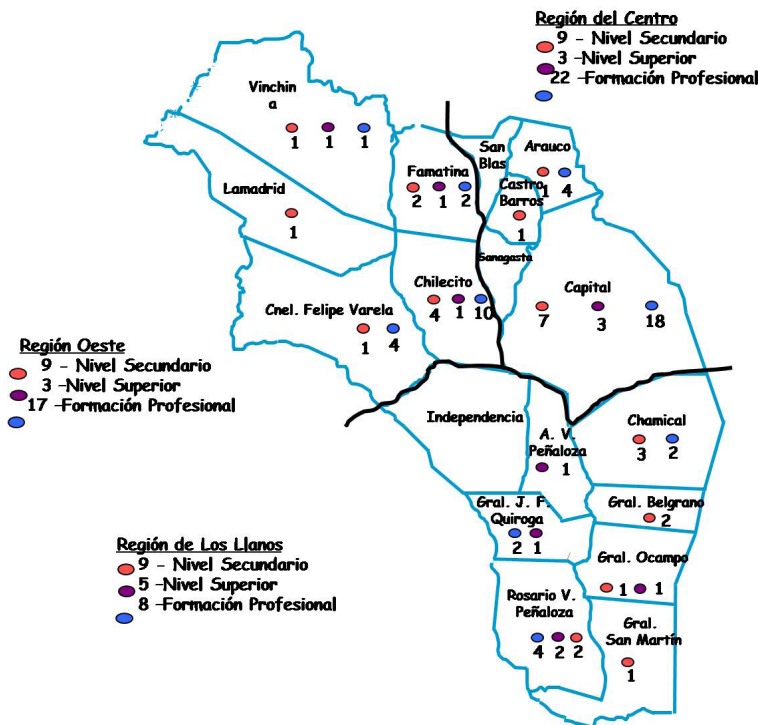 Región del Centro
9 - Nivel Secundario
3 -Nivel Superior
22 -Formación Profesional
Vinchin
a
1 1 1
San
Blas
Arauco
1 4
Famatina
2 1 2
Castro
Barros
1
Lamadrid
1
Sanagasta
Chilecito
4 1 10
Capital
7 3 18
Cnel. Felipe Varela
1 4
Región Oeste
9 - Nivel Secundario
3 -Nivel Superior
17 -Formación Profesional
Independencia
A. V.
Peñaloza
1
Chamical
3 2
Gral. J. F.
Quiroga
2 1
Gral. Belgrano
2
Gral. Ocampo
1 1
Región de Los Llanos
9 - Nivel Secundario
5 -Nivel Superior
8 -Formación Profesional
Rosario V.
Peñaloza
4 2 2
Gral.
San Martín
1